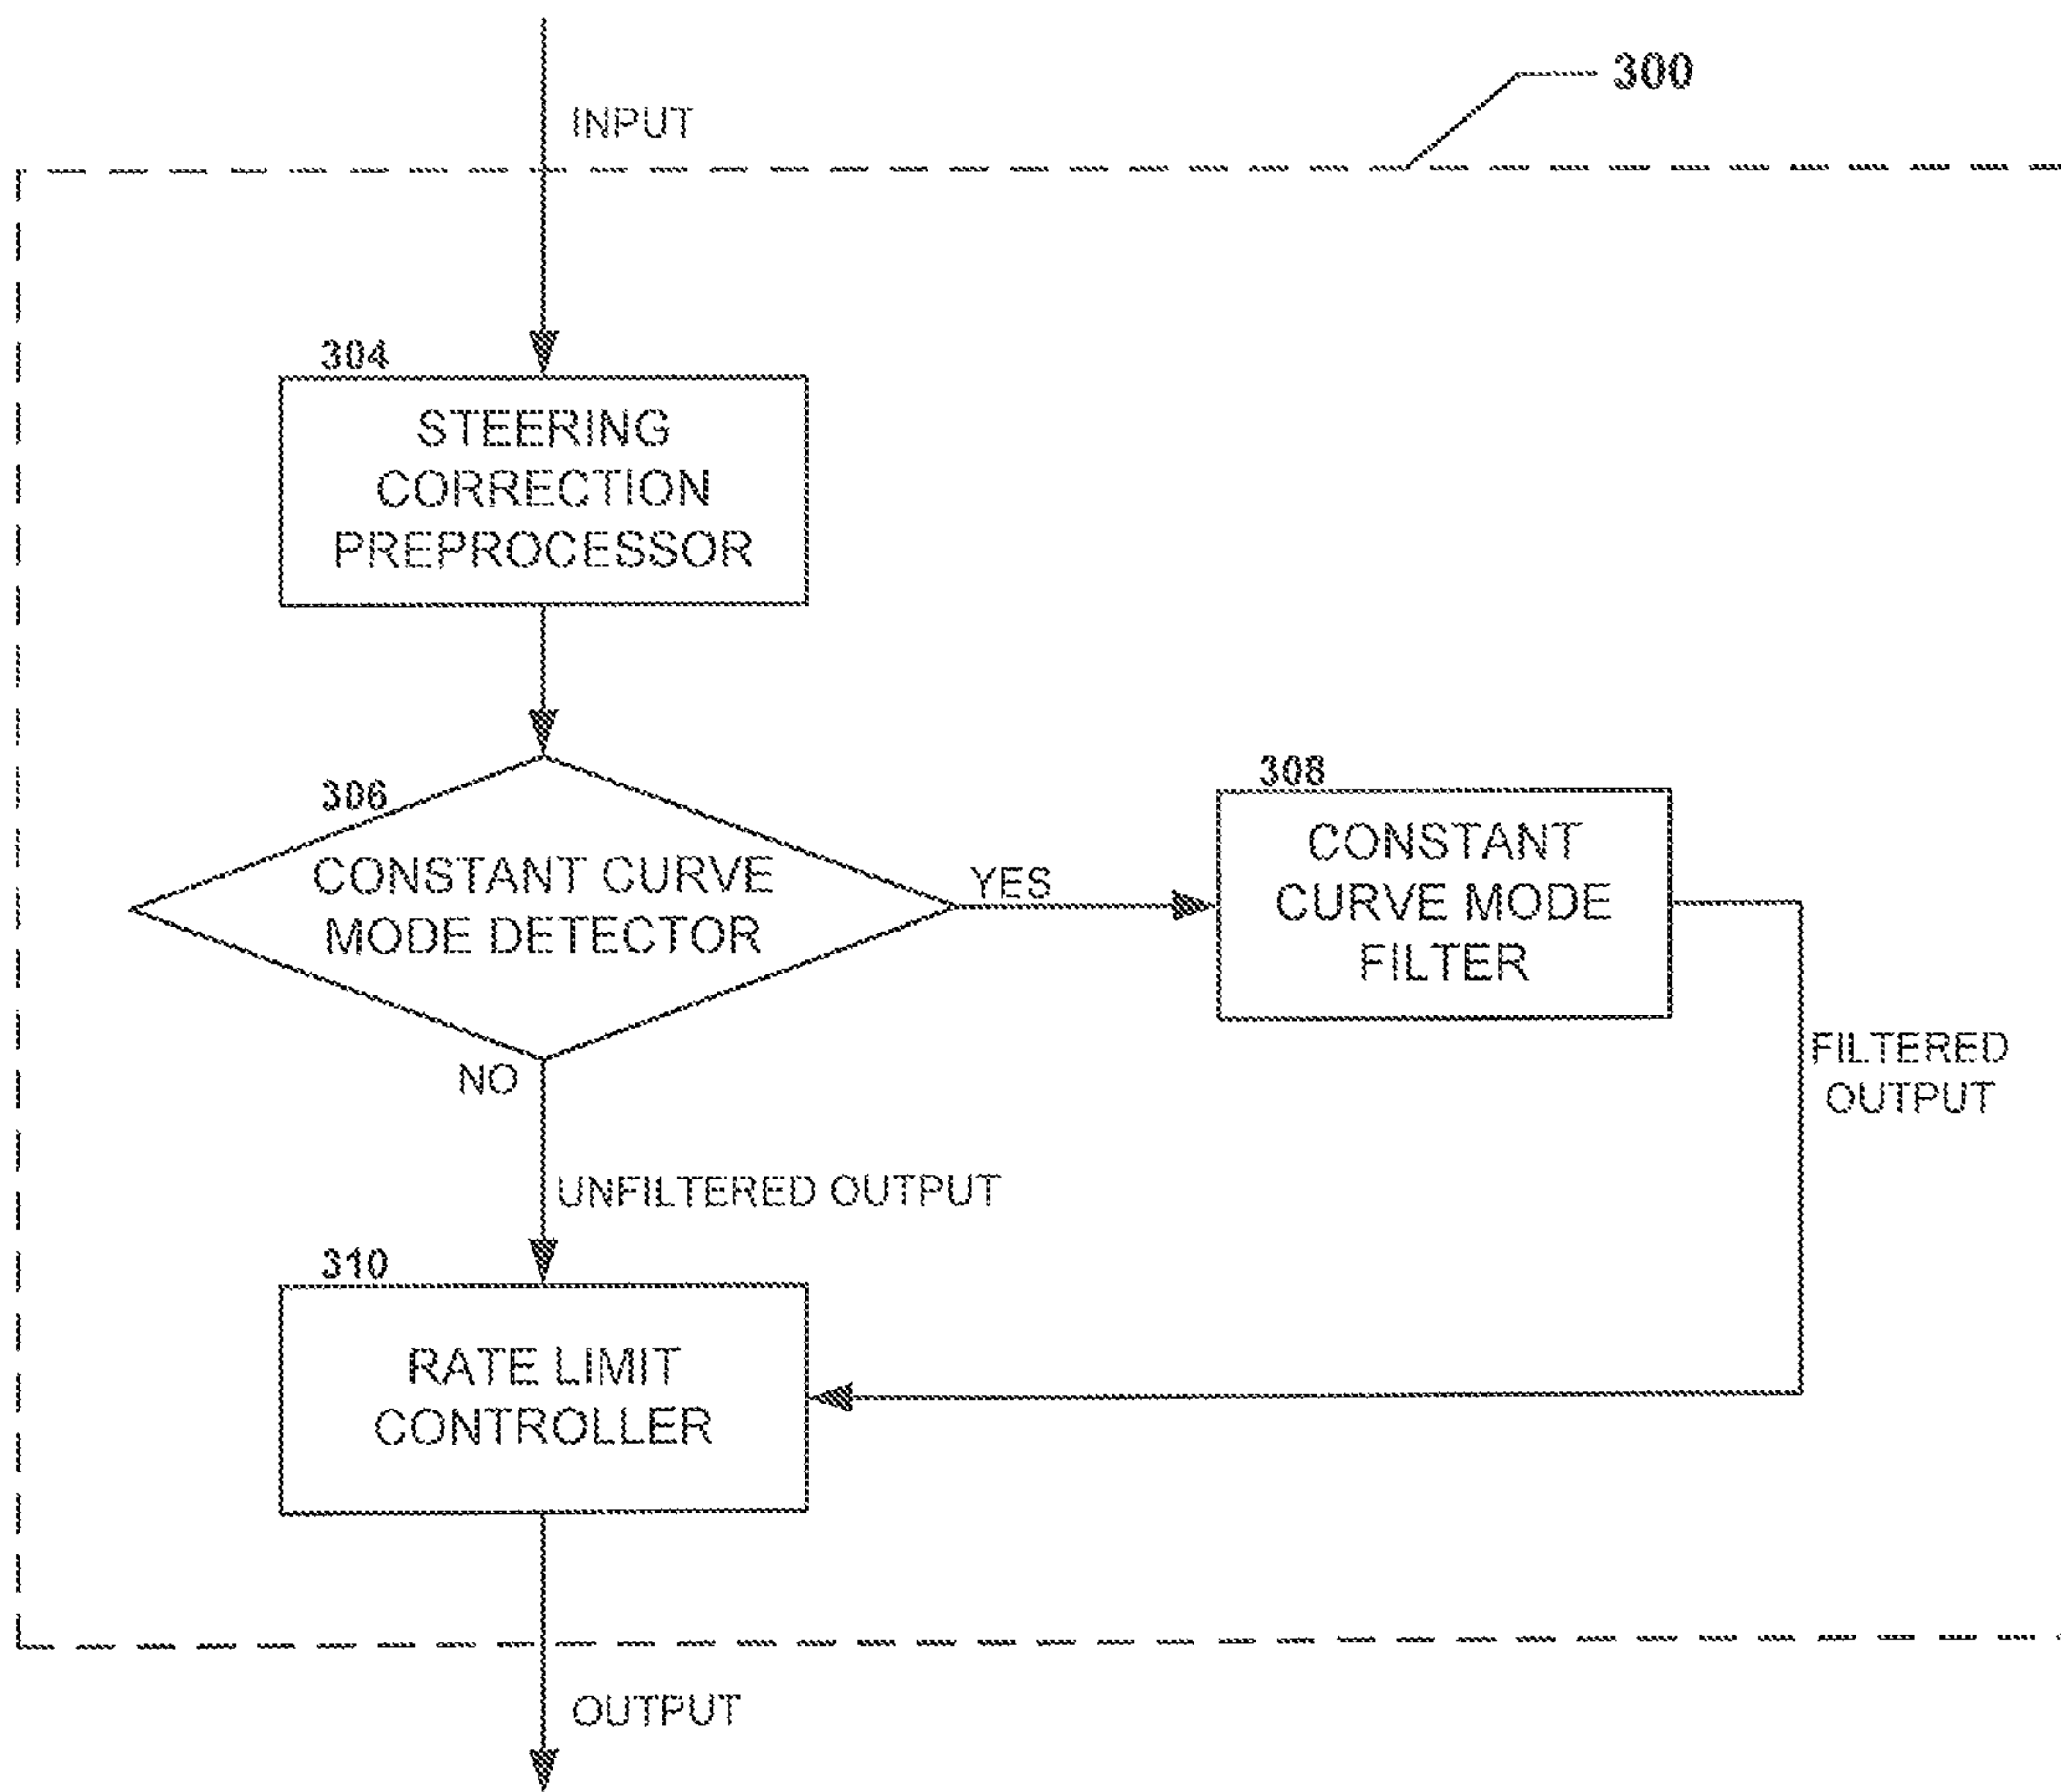 300
INPUT
304
STEERING
CORRECTION
PREPROCESSOR
306
CONSTANT CURVE
MODE DETECTOR
YES
NO
308
CONSTANT
CURVE MODE
FILTER
FILTERED
OUTPUT
UNFILTERED OUTPUT
310
RATE LIMIT
CONTROLLER
OUTPUT